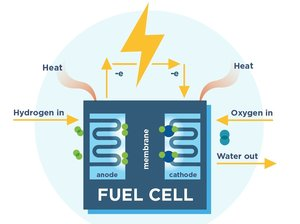 -e
-e
Heat
Heat
Hydrogen in
Oxygen in
membrane
Water out
anode
cathode
FUEL CELL